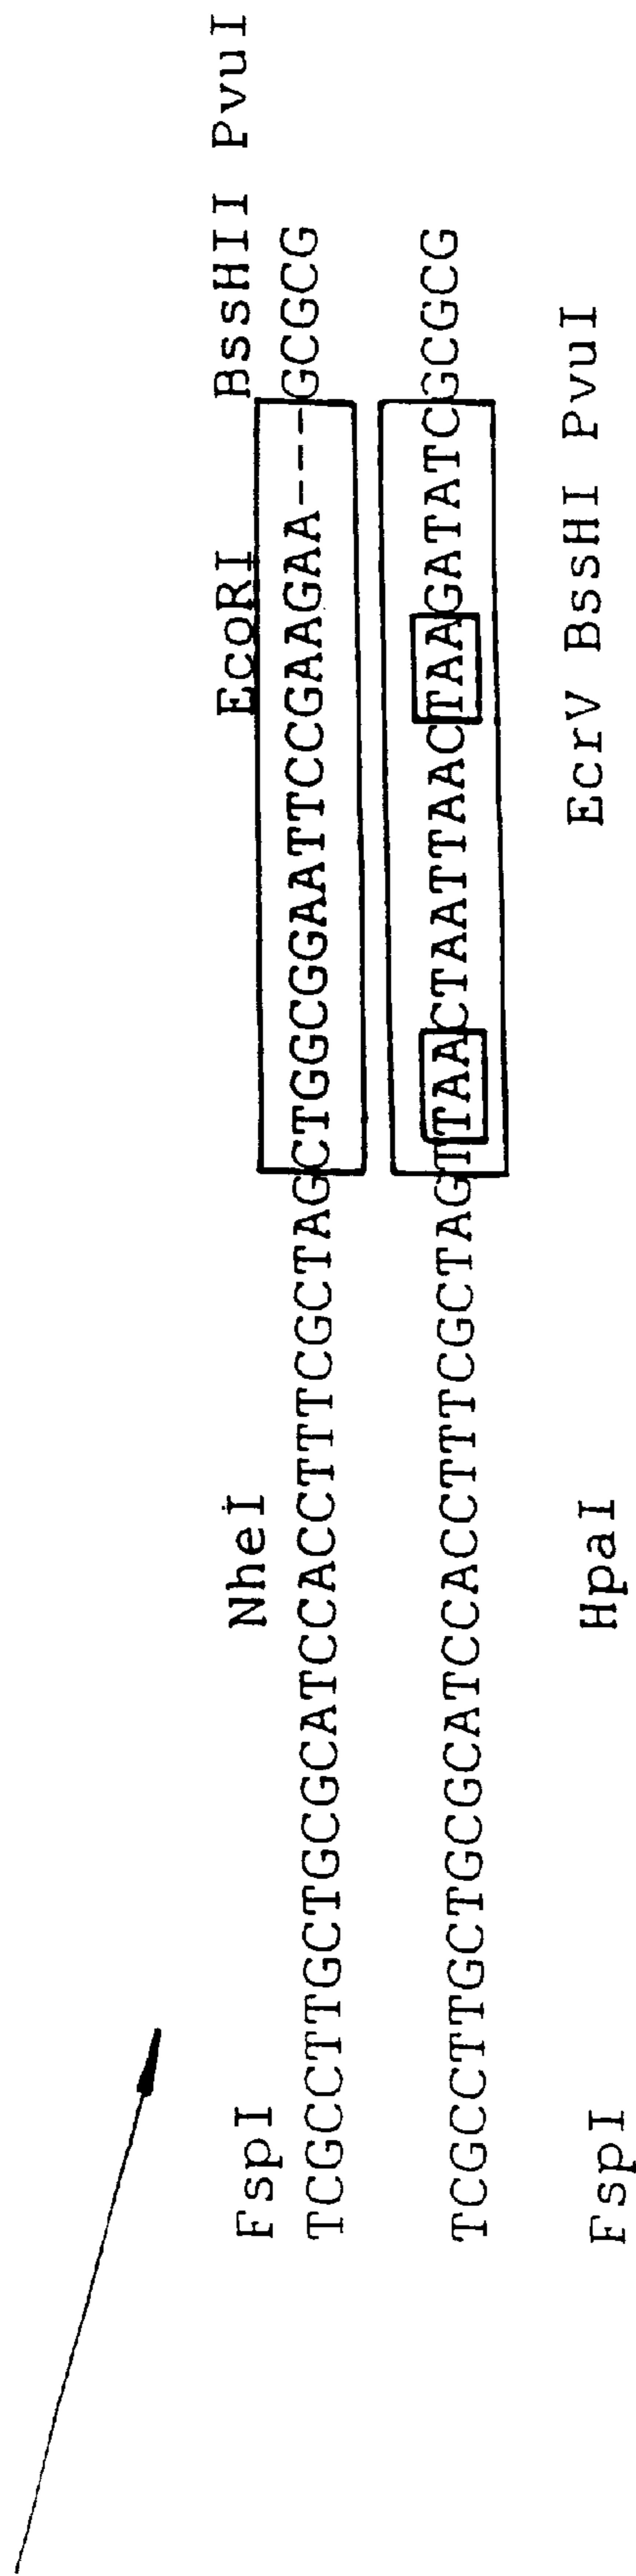 FspI NheI EcoRI BssHII PvuI
TCGCCTTGCTGCGCATCCACCTTTCGCTAGCTGGCGGAATTCCGAAGAA---GCGCG
TCGCCTTGCTGCGCATCCACCTTTCGCTAGTTAACTAATTAACTAAGATATCGCGCG
FspI HpaI EcrV BssHI PvuI